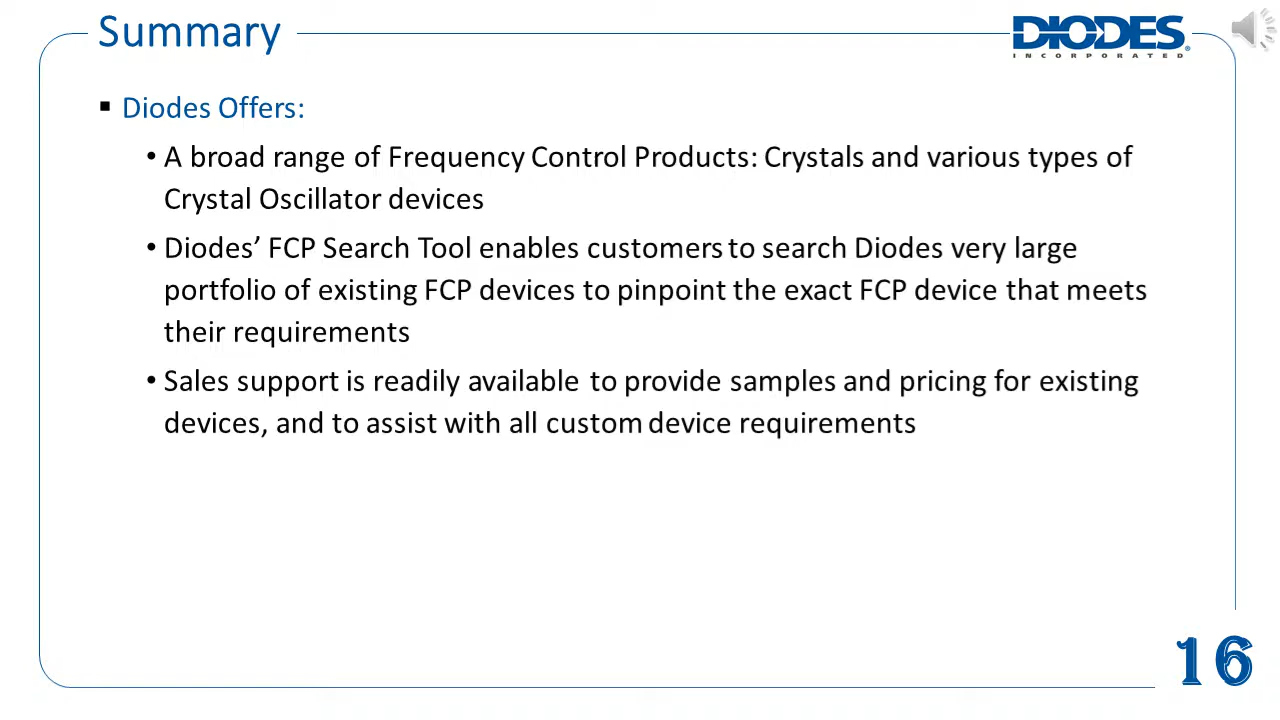 Summary
DIODES
INCORPORATED
▪ Diodes Offers:
• A broad range of Frequency Control Products: Crystals and various types of
Crystal Oscillator devices
• Diodes’ FCP Search Tool enables customers to search Diodes very large
portfolio of existing FCP devices to pinpoint the exact FCP device that meets
their requirements
• Sales support is readily available to provide samples and pricing for existing
devices, and to assist with all custom device requirements
16